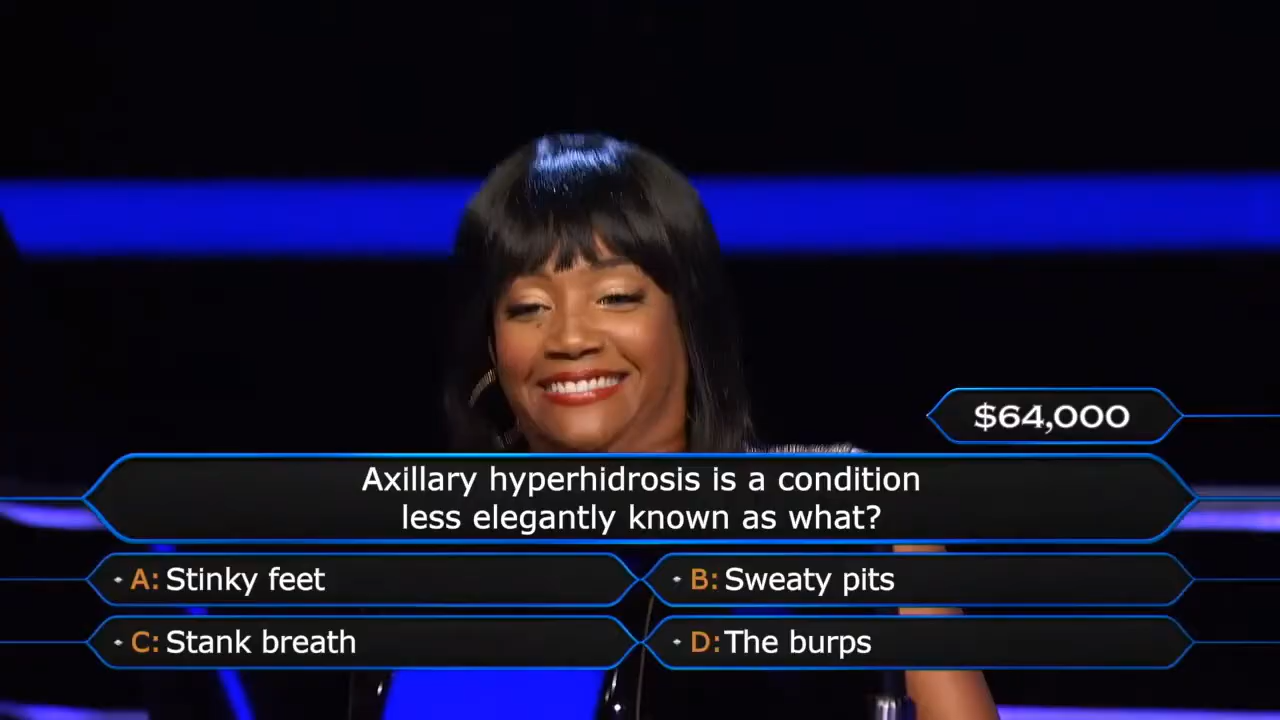 $64,000
Axillary hyperhidrosis is a condition
less elegantly known as what?
A: Stinky feet
B: Sweaty pits
C: Stank breath
D: The burps